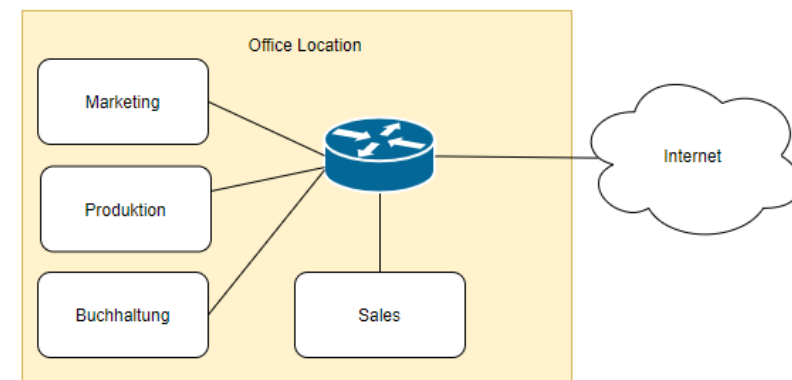 Office Location
Marketing
Produktion
Buchhaltung
Sales
Internet